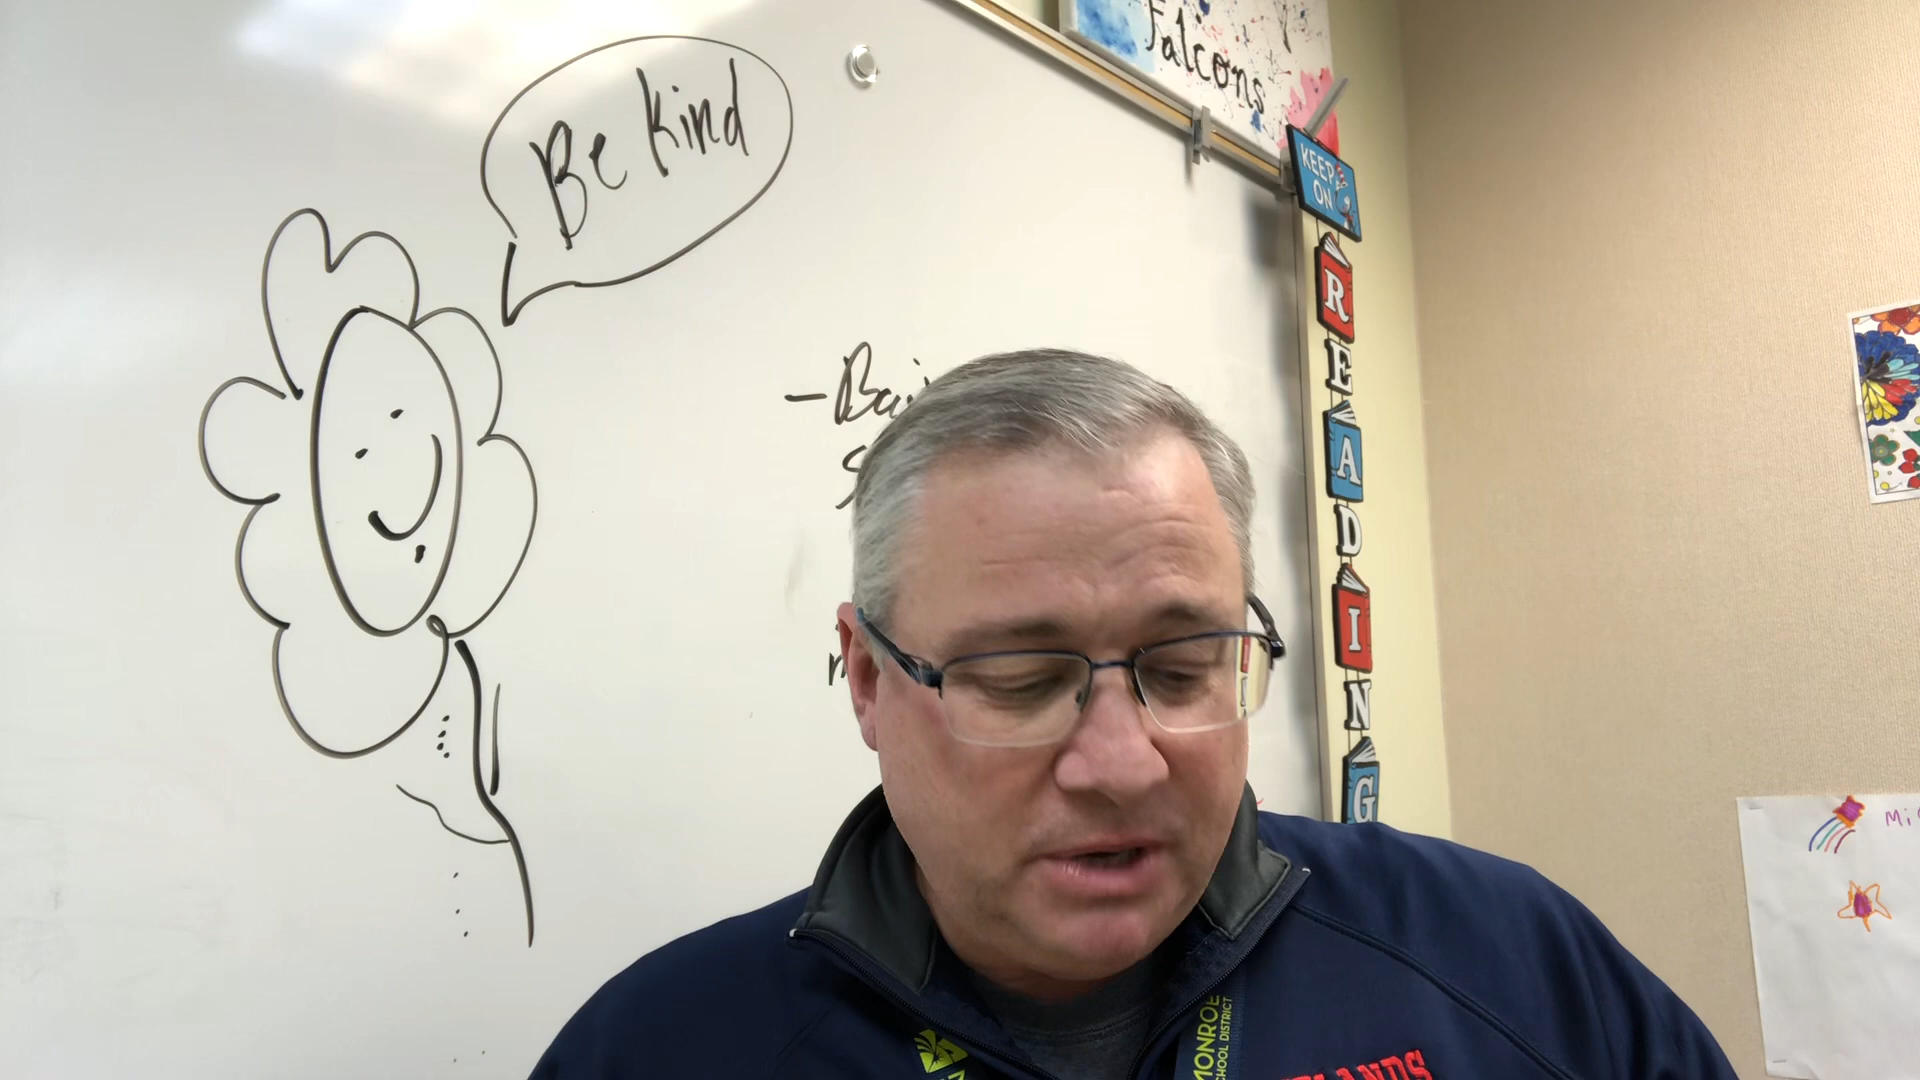 Be Kind
Falcons
KEEP
ON
READING
MONROE
SCHOOL DISTRICT